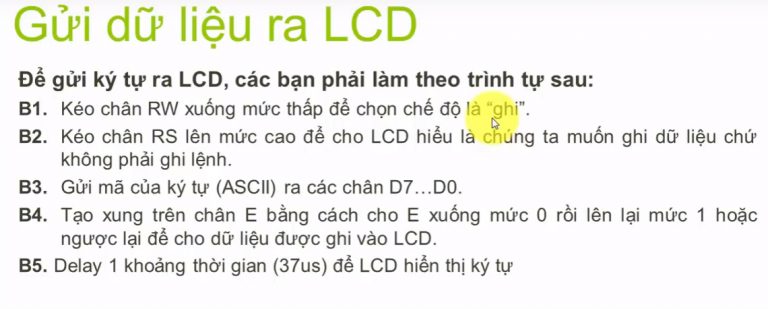 Gửi dữ liệu ra LCD
Để gửi ký tự ra LCD, các bạn phải làm theo trình tự sau:
B1. Kéo chân RW xuống mức thấp để chọn chế độ là “ghi”.
B2. Kéo chân RS lên mức cao để cho LCD hiểu là chúng ta muốn ghi dữ liệu chứ
không phải ghi lệnh.
B3. Gửi mã của ký tự (ASCII) ra các chân D7…D0.
B4. Tạo xung trên chân E bằng cách cho E xuống mức 0 rồi lên lại mức 1 hoặc
ngược lại để cho dữ liệu được ghi vào LCD.
B5. Delay 1 khoảng thời gian (37us) để LCD hiển thị ký tự